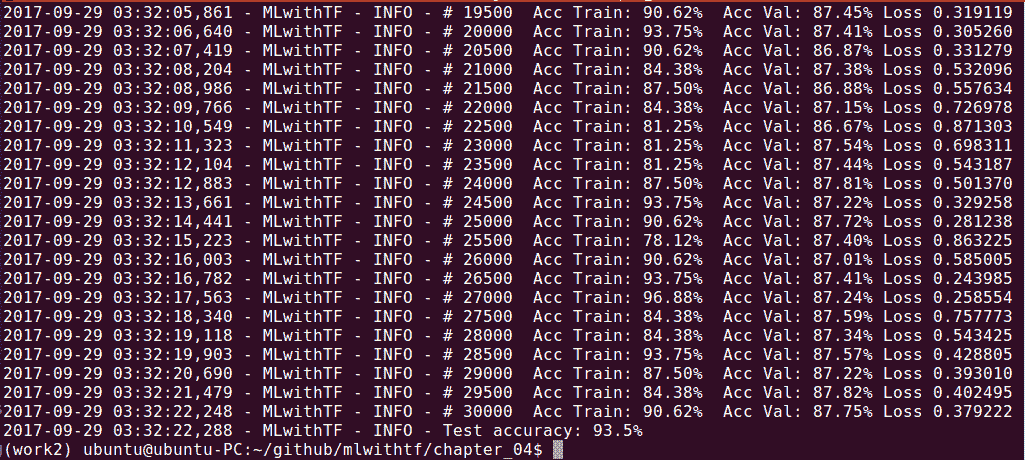 2017-09-29 03:32:05,861 - MLwithTF - INFO - # 19500  Acc Train: 90.62%  Acc Val: 87.45% Loss 0.319119
2017-09-29 03:32:06,640 - MLwithTF - INFO - # 20000  Acc Train: 93.75%  Acc Val: 87.41% Loss 0.305260
2017-09-29 03:32:07,419 - MLwithTF - INFO - # 20500  Acc Train: 90.62%  Acc Val: 86.87% Loss 0.331279
2017-09-29 03:32:08,204 - MLwithTF - INFO - # 21000  Acc Train: 84.38%  Acc Val: 87.38% Loss 0.532096
2017-09-29 03:32:08,986 - MLwithTF - INFO - # 21500  Acc Train: 87.50%  Acc Val: 86.88% Loss 0.557634
2017-09-29 03:32:09,766 - MLwithTF - INFO - # 22000  Acc Train: 84.38%  Acc Val: 87.15% Loss 0.726978
2017-09-29 03:32:10,549 - MLwithTF - INFO - # 22500  Acc Train: 81.25%  Acc Val: 86.67% Loss 0.871303
2017-09-29 03:32:11,323 - MLwithTF - INFO - # 23000  Acc Train: 81.25%  Acc Val: 87.54% Loss 0.698311
2017-09-29 03:32:12,104 - MLwithTF - INFO - # 23500  Acc Train: 81.25%  Acc Val: 87.44% Loss 0.543187
2017-09-29 03:32:12,883 - MLwithTF - INFO - # 24000  Acc Train: 87.50%  Acc Val: 87.81% Loss 0.501370
2017-09-29 03:32:13,661 - MLwithTF - INFO - # 24500  Acc Train: 93.75%  Acc Val: 87.22% Loss 0.329258
2017-09-29 03:32:14,441 - MLwithTF - INFO - # 25000  Acc Train: 90.62%  Acc Val: 87.72% Loss 0.281238
2017-09-29 03:32:15,223 - MLwithTF - INFO - # 25500  Acc Train: 78.12%  Acc Val: 87.40% Loss 0.863225
2017-09-29 03:32:16,003 - MLwithTF - INFO - # 26000  Acc Train: 90.62%  Acc Val: 87.01% Loss 0.585005
2017-09-29 03:32:16,782 - MLwithTF - INFO - # 26500  Acc Train: 93.75%  Acc Val: 87.41% Loss 0.243985
2017-09-29 03:32:17,563 - MLwithTF - INFO - # 27000  Acc Train: 96.88%  Acc Val: 87.24% Loss 0.258554
2017-09-29 03:32:18,340 - MLwithTF - INFO - # 27500  Acc Train: 84.38%  Acc Val: 87.59% Loss 0.757773
2017-09-29 03:32:19,118 - MLwithTF - INFO - # 28000  Acc Train: 84.38%  Acc Val: 87.34% Loss 0.543425
2017-09-29 03:32:19,903 - MLwithTF - INFO - # 28500  Acc Train: 93.75%  Acc Val: 87.57% Loss 0.428805
2017-09-29 03:32:20,690 - MLwithTF - INFO - # 29000  Acc Train: 87.50%  Acc Val: 87.22% Loss 0.393010
2017-09-29 03:32:21,479 - MLwithTF - INFO - # 29500  Acc Train: 84.38%  Acc Val: 87.82% Loss 0.402495
2017-09-29 03:32:22,248 - MLwithTF - INFO - # 30000  Acc Train: 90.62%  Acc Val: 87.75% Loss 0.379222
2017-09-29 03:32:22,288 - MLwithTF - INFO - Test accuracy: 93.5%
(work2) ubuntu@ubuntu-PC:~/github/mlwithtf/chapter_04$